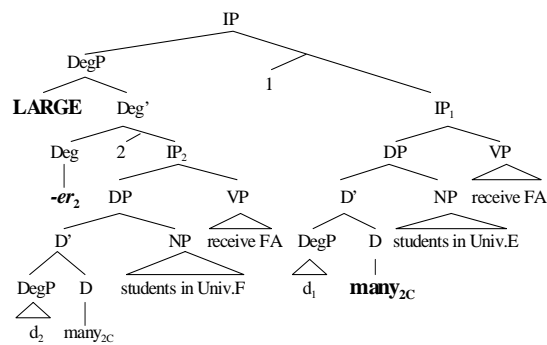 IP
DegP
1
LARGE Deg' IP₁
Deg 2 IP₂ DP VP
-er₂ DP VP D' NP receive FA
D' NP receive FA DegP D students in Univ.E
DegP D students in Univ.F d₁ many₂C
d₂ many₂C